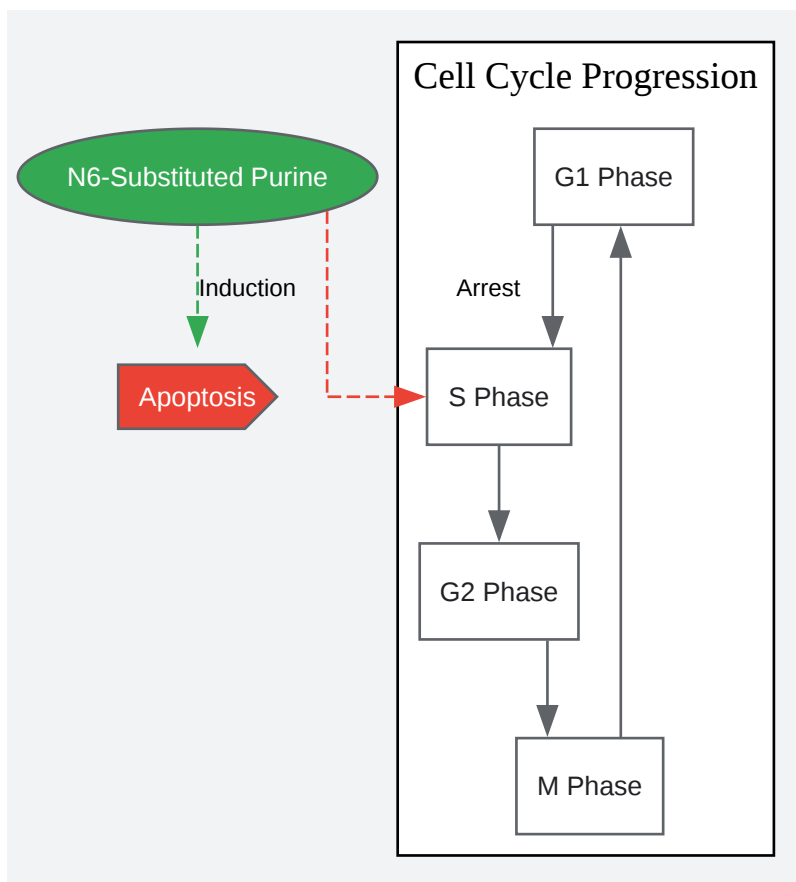 Cell Cycle Progression
N6-Substituted Purine
G1 Phase
Induction
Arrest
Apoptosis
S Phase
G2 Phase
M Phase